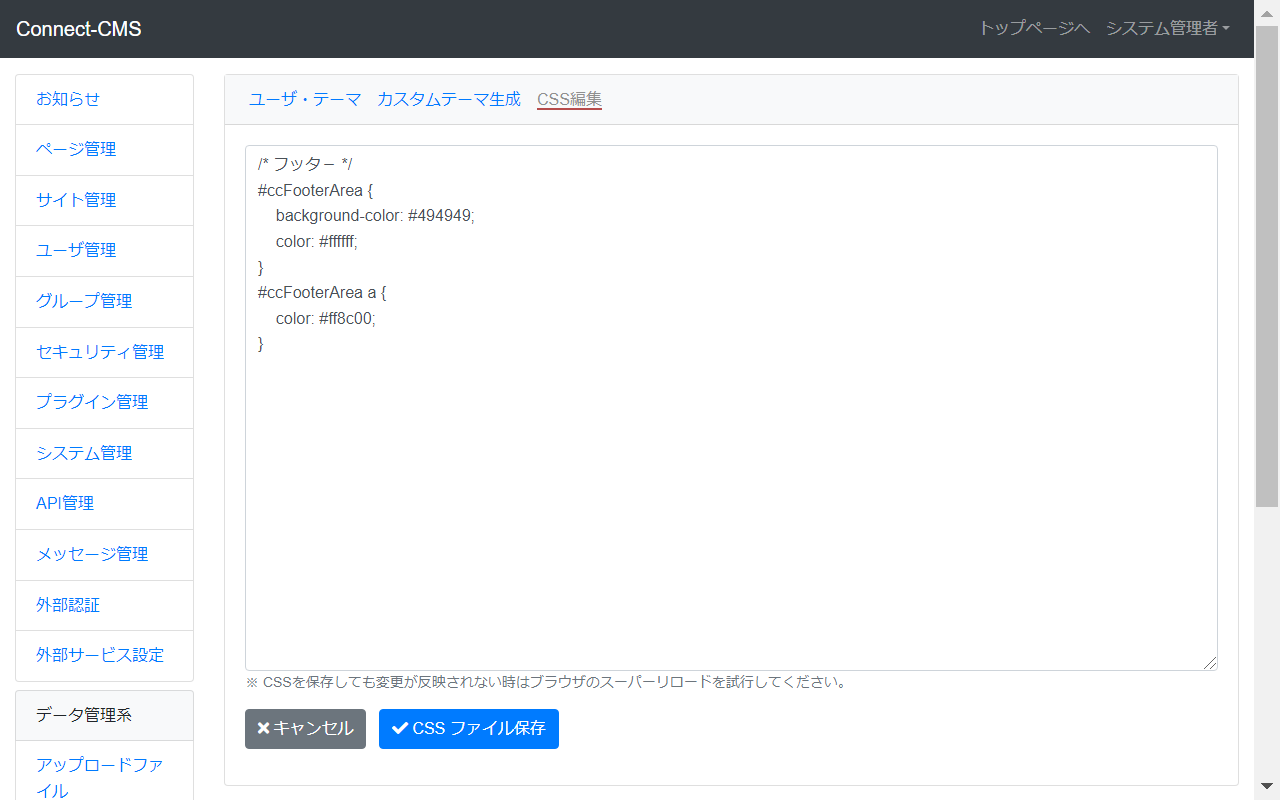 Connect-CMS
トップページへ システム管理者
お知らせ
ページ管理
サイト管理
ユーザ管理
グループ管理
セキュリティ管理
プラグイン管理
システム管理
API管理
メッセージ管理
外部認証
外部サービス設定
データ管理系
アップロードファ
イル
ユーザ・テーマ カスタムテーマ生成 CSS編集
/* フッター */
#ccFooterArea {
    background-color: #494949;
    color: #ffffff;
}
#ccFooterArea a {
    color: #ff8c00;
}
※ CSSを保存しても変更が反映されない時はブラウザのスーパーリロードを試行してください。
キャンセル CSS ファイル保存